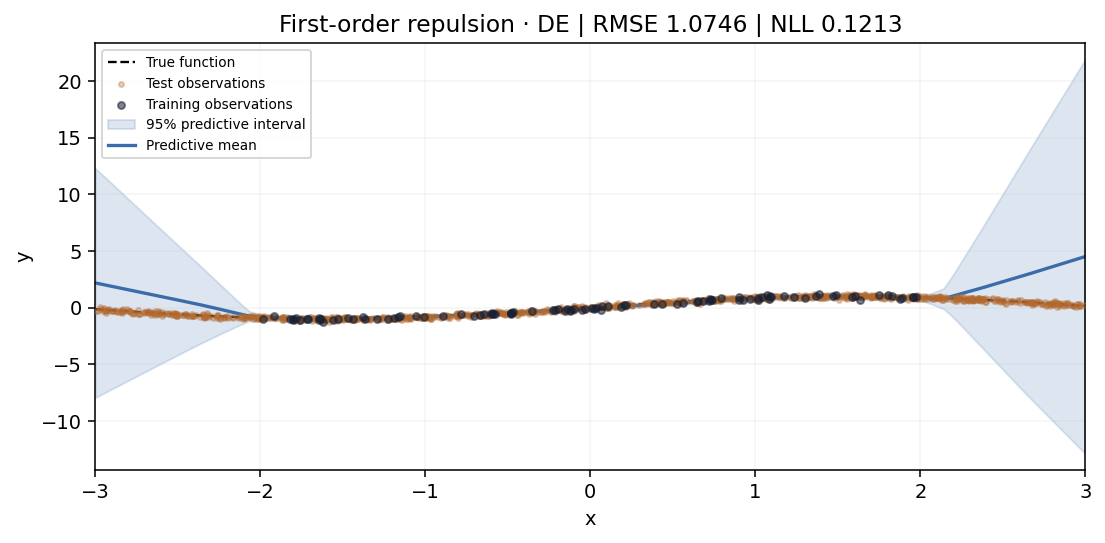 First-order repulsion · DE | RMSE 1.0746 | NLL 0.1213
True function
Test observations
Training observations
95% predictive interval
Predictive mean
20
15
10
5
0
−5
−10
y
−3
−2
−1
0
1
2
3
x